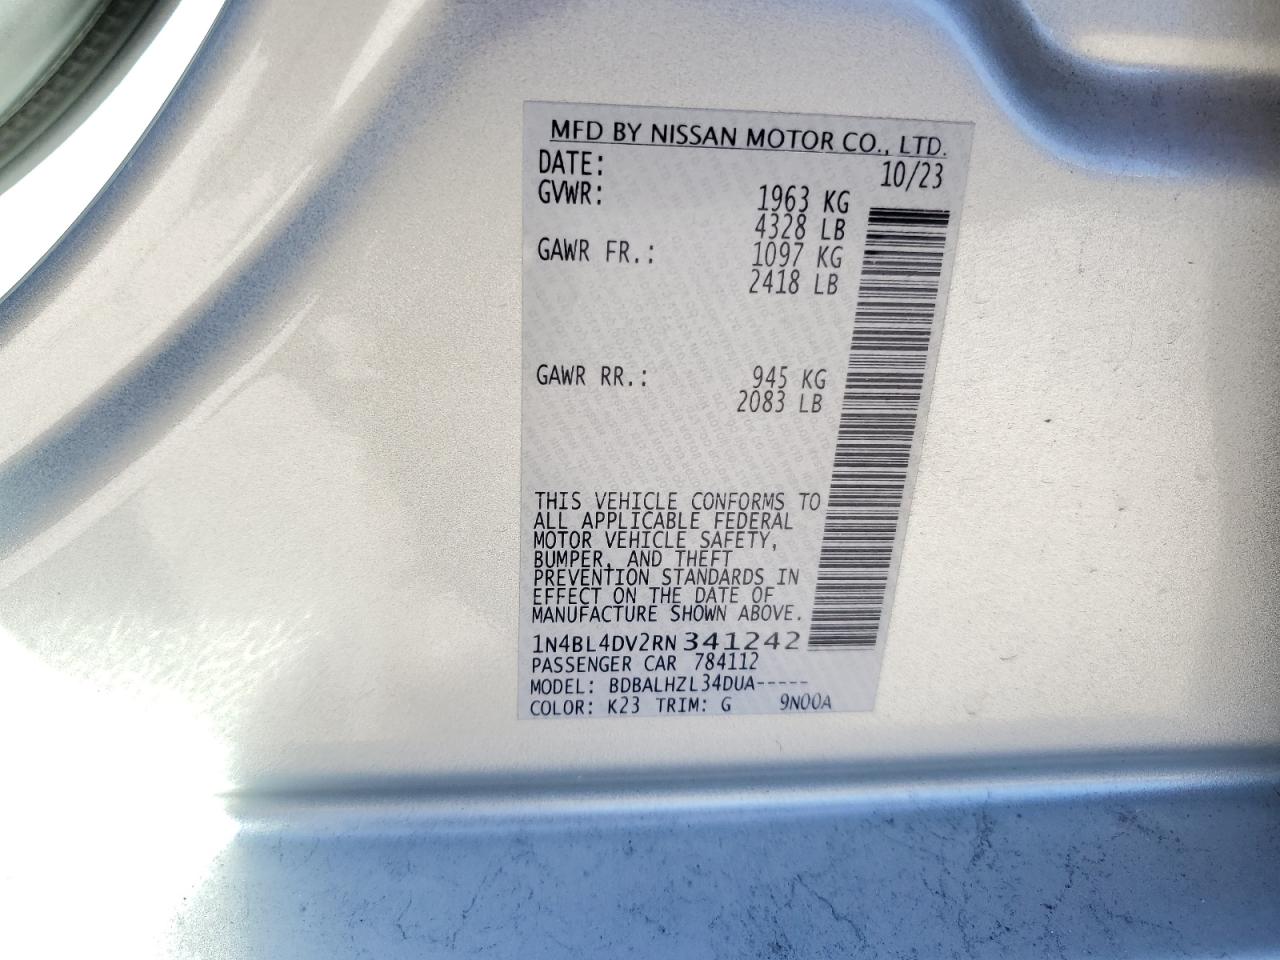 MFD BY NISSAN MOTOR CO., LTD.
DATE: 10/23
GVWR: 1963 KG
4328 LB
GAWR FR.: 1097 KG
2418 LB
GAWR RR.: 945 KG
2083 LB
THIS VEHICLE CONFORMS TO
ALL APPLICABLE FEDERAL
MOTOR VEHICLE SAFETY,
BUMPER, AND THEFT
PREVENTION STANDARDS IN
EFFECT ON THE DATE OF
MANUFACTURE SHOWN ABOVE.
1N4BL4DV2RN341242
PASSENGER CAR 784112
MODEL: BDBALHZL34DUA-----
COLOR: K23 TRIM: G 9N00A